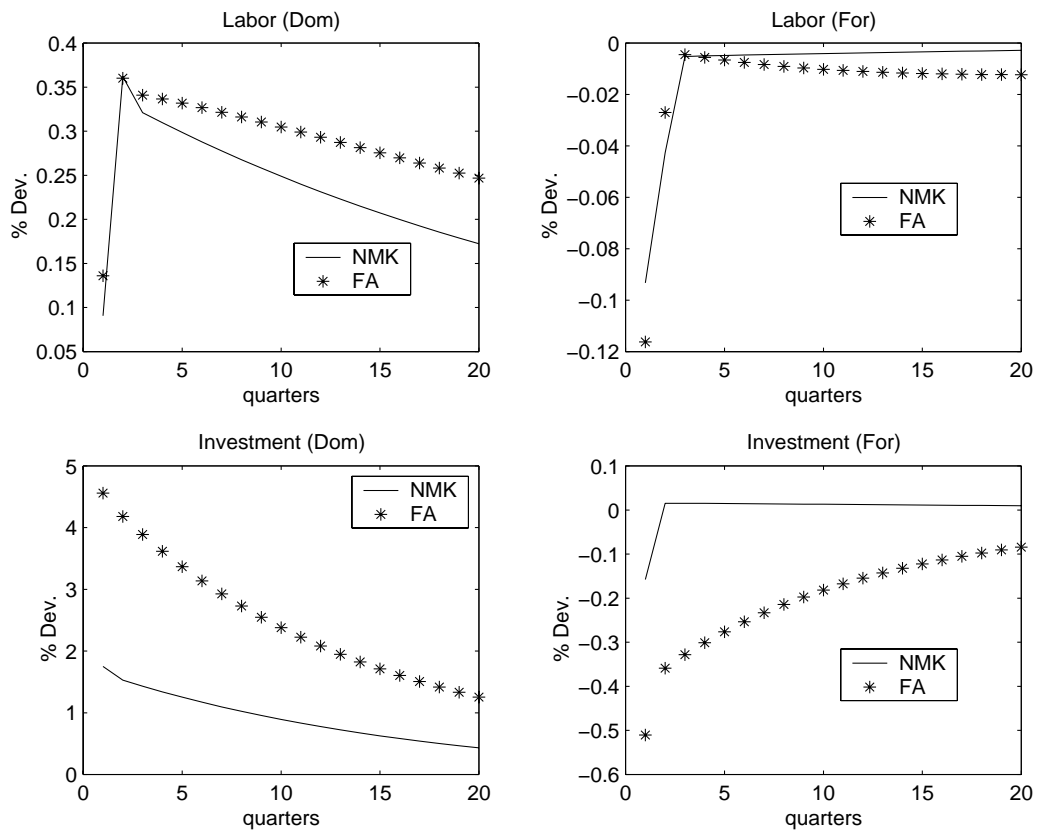 Labor (Dom)
0.4
0.35
0.3
0.25
0.2
0.15
0.1
0.05
% Dev.
NMK
FA
0 5 10 15 20
quarters
Labor (For)
0
−0.02
−0.04
−0.06
−0.08
−0.1
−0.12
% Dev.
NMK
FA
0 5 10 15 20
quarters
Investment (Dom)
5
4
3
2
1
0
% Dev.
NMK
FA
0 5 10 15 20
quarters
Investment (For)
0.1
0
−0.1
−0.2
−0.3
−0.4
−0.5
−0.6
% Dev.
NMK
FA
0 5 10 15 20
quarters